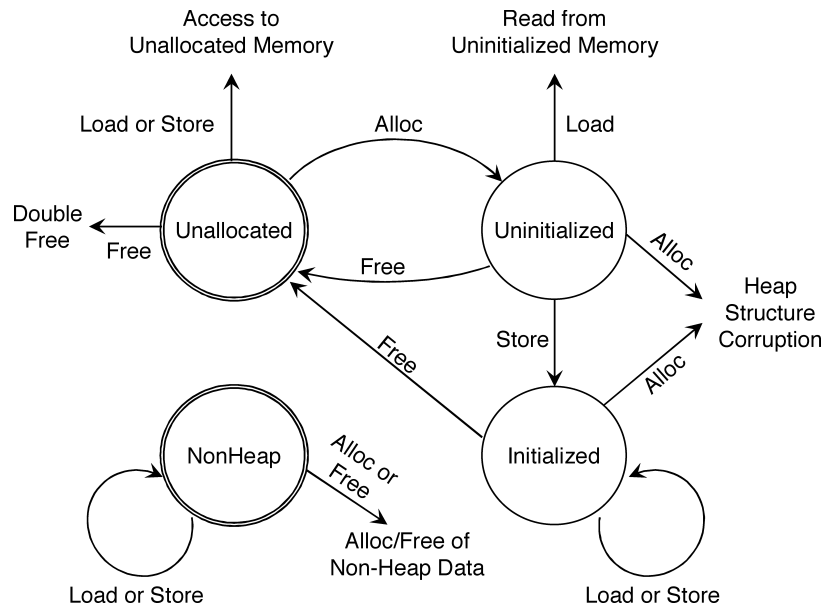 Access to
Unallocated Memory
Read from
Uninitialized Memory
Load or Store
Alloc
Load
Double
Free
Free
Unallocated
Uninitialized
Alloc
Free
Heap
Structure
Corruption
Store
Free
Alloc
NonHeap
Alloc or
Free
Initialized
Alloc/Free of
Non-Heap Data
Load or Store
Load or Store